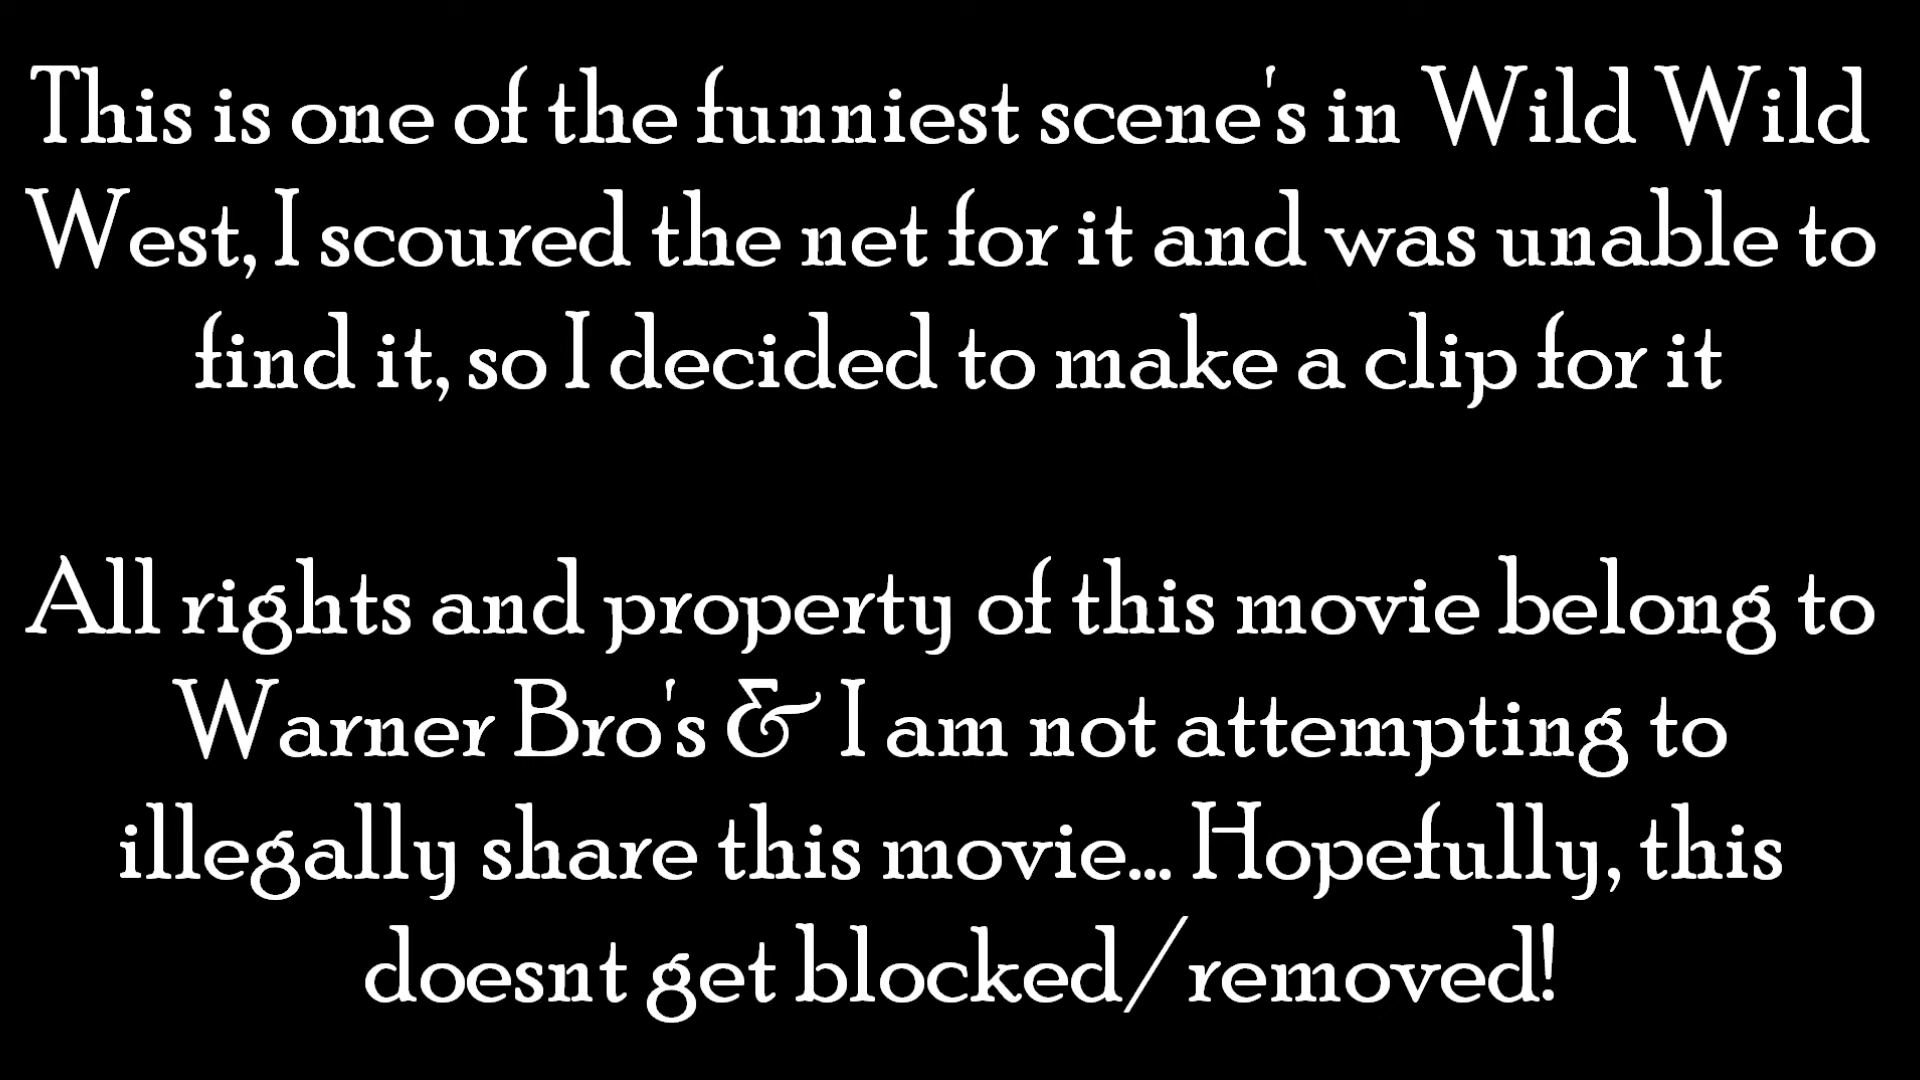 This is one of the funniest scene's in Wild Wild
West, I scoured the net for it and was unable to
find it, so I decided to make a clip for it
All rights and property of this movie belong to
Warner Bro's & I am not attempting to
illegally share this movie... Hopefully, this
doesnt get blocked/removed!